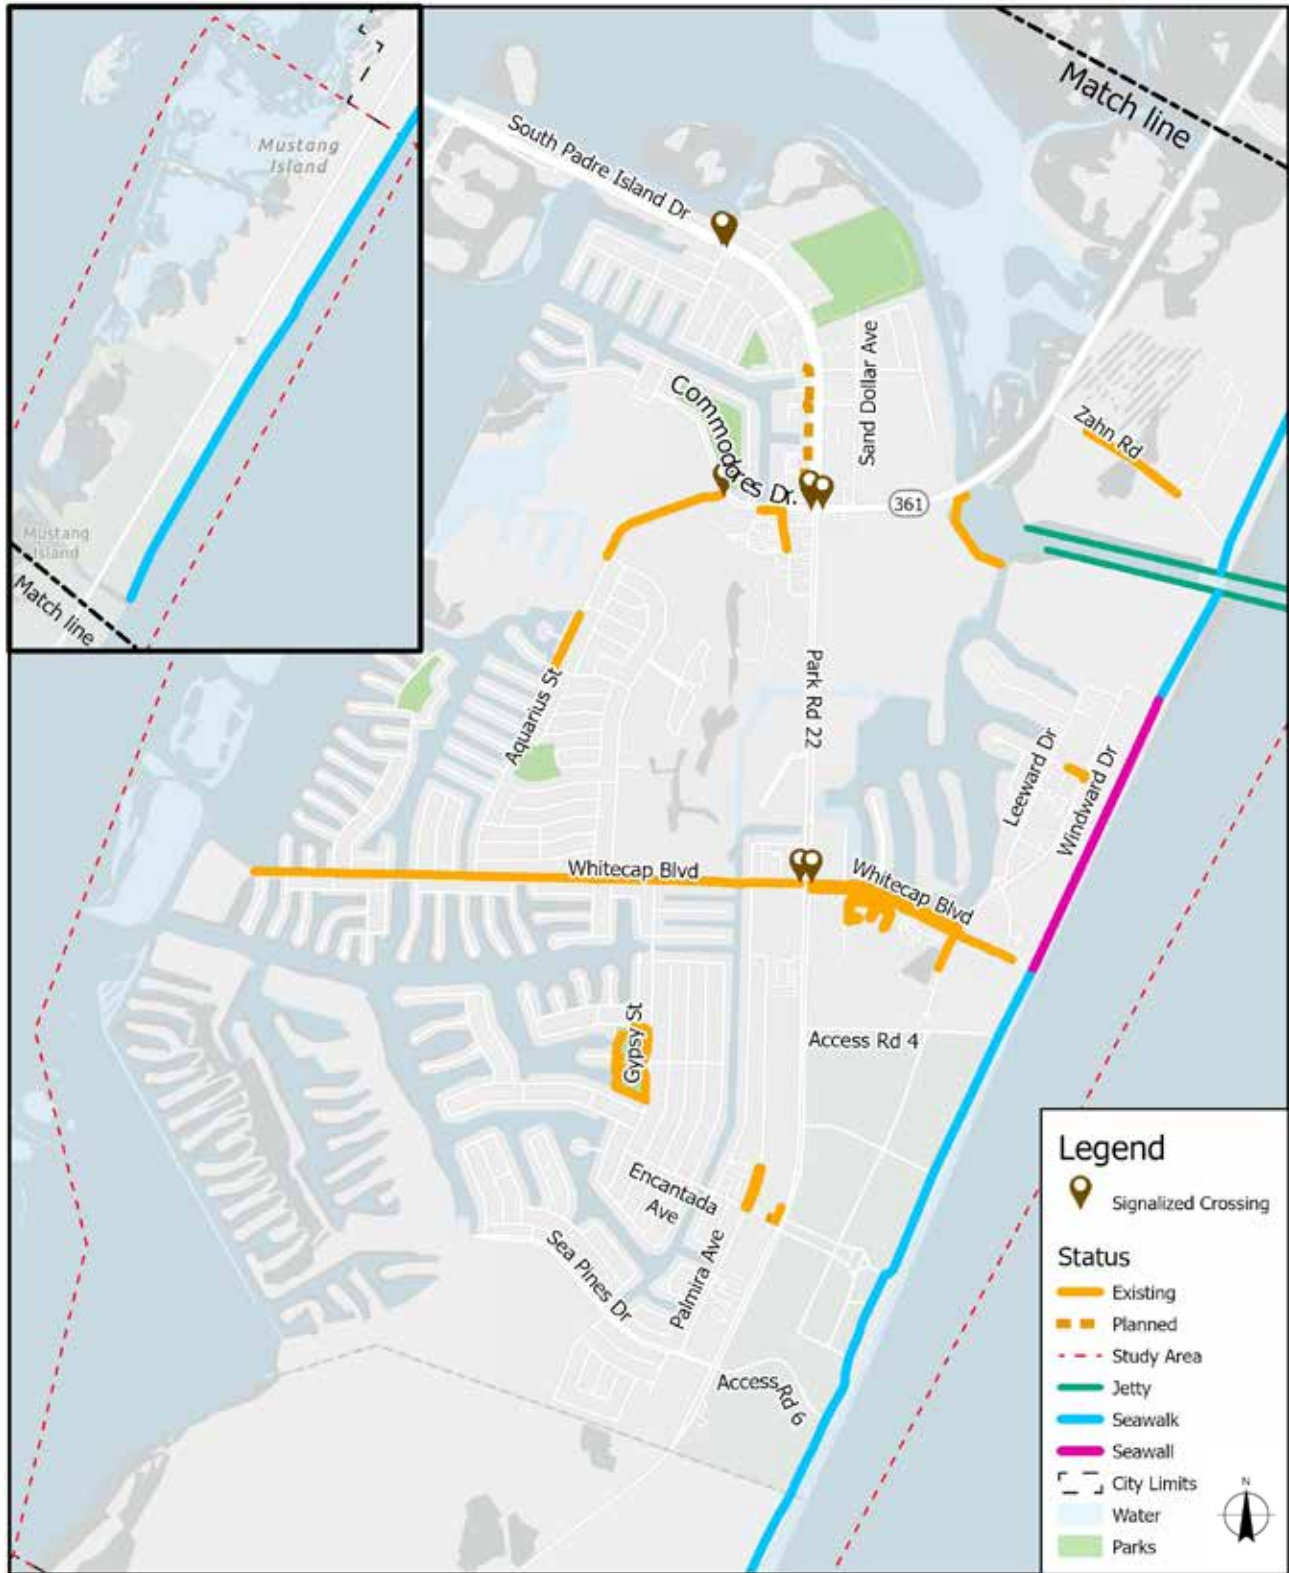 Mustang
Island
Mustang
Island
Match line
Match line
South Padre Island Dr
Commodores Dr.
Sand Dollar Ave
Zahn Rd
361
Park Rd 22
Aquarius St
Leeward Dr
Windward Dr
Whitecap Blvd
Whitecap Blvd
Gypsy St
Access Rd 4
Encantada
Ave
Sea Pines Dr
Palmira Ave
Access Rd 6
Legend
Signalized Crossing
Status
Existing
Planned
Study Area
Jetty
Seawalk
Seawall
City Limits
Water
Parks
N